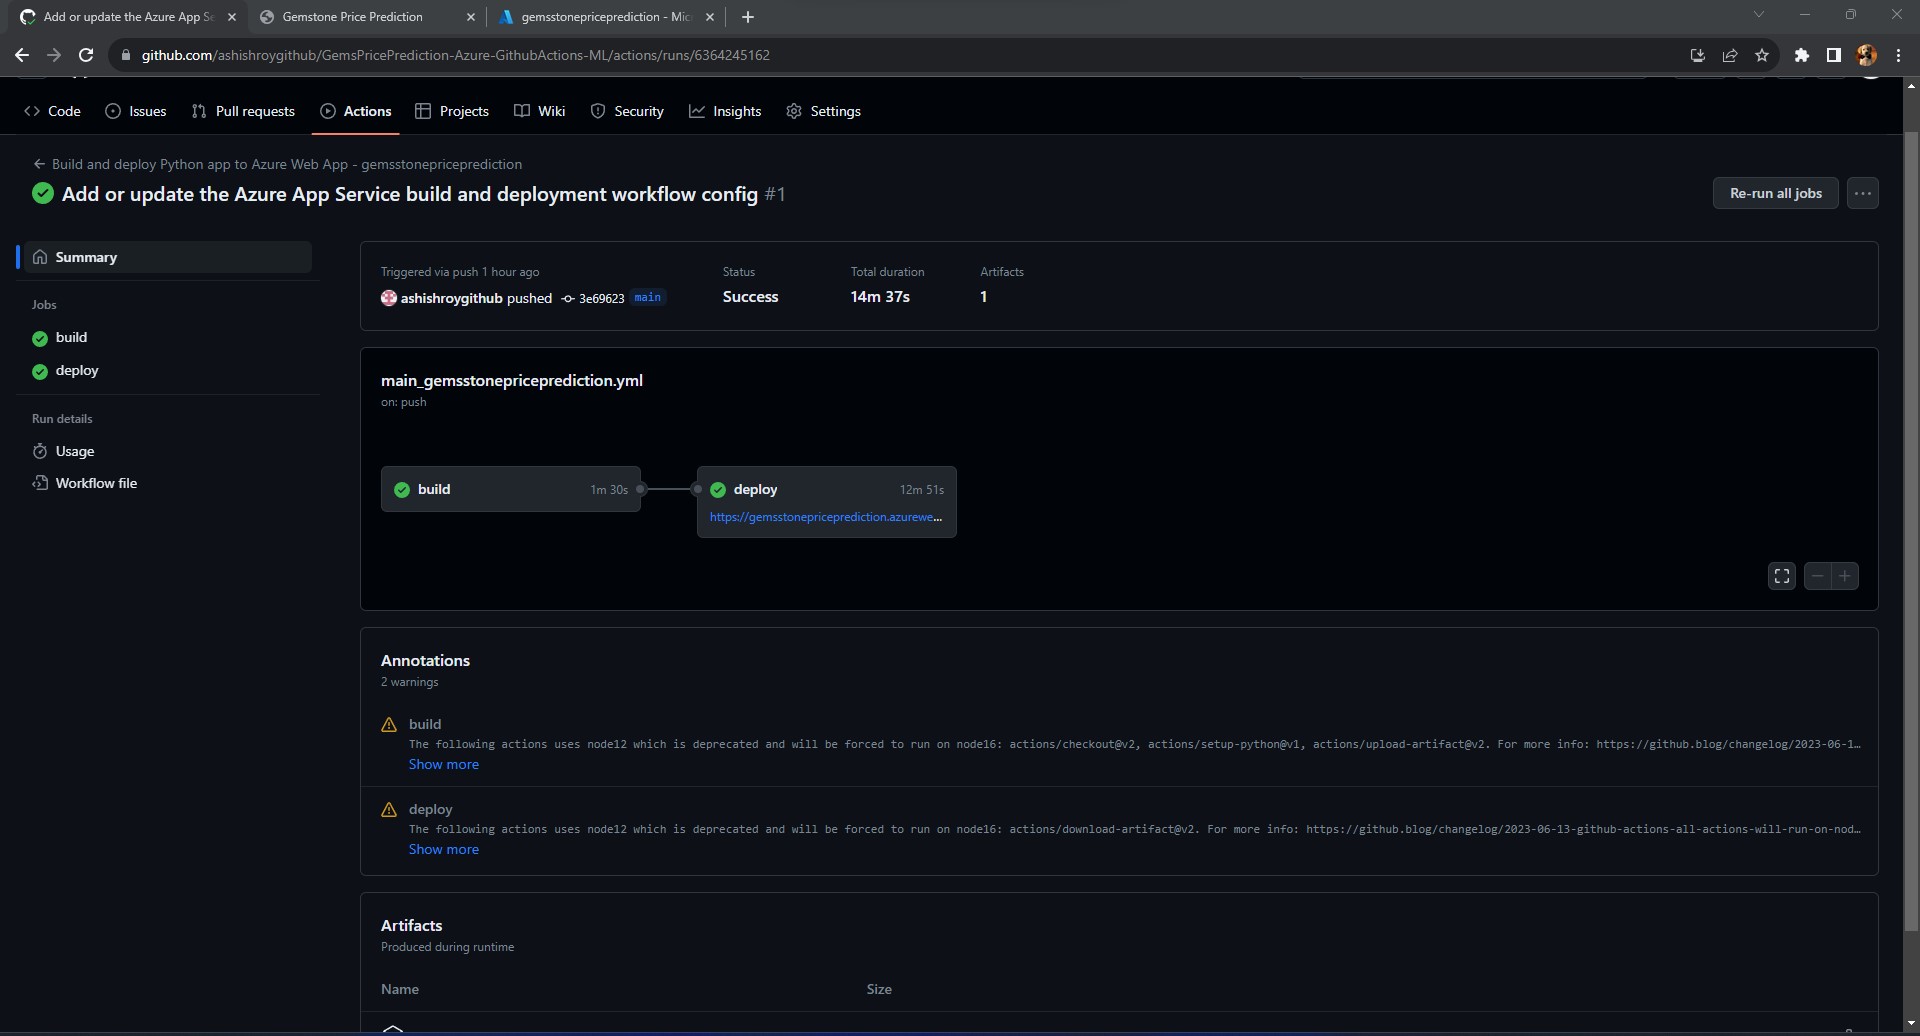 Add or update the Azure App Se
Gemstone Price Prediction
gemsstonepriceprediction - Mic
github.com/ashishroygithub/GemsPricePrediction-Azure-GithubActions-ML/actions/runs/6364245162
Code
Issues
Pull requests
Actions
Projects
Wiki
Security
Insights
Settings
Build and deploy Python app to Azure Web App - gemsstonepriceprediction
Add or update the Azure App Service build and deployment workflow config #1
Re-run all jobs
Summary
Jobs
build
deploy
Run details
Usage
Workflow file
Triggered via push 1 hour ago
ashishroygithub pushed 3e69623 main
Status
Success
Total duration
14m 37s
Artifacts
1
main_gemsstonepriceprediction.yml
on: push
build 1m 30s
deploy 12m 51s
https://gemsstonepriceprediction.azurewe...
Annotations
2 warnings
build
The following actions uses node12 which is deprecated and will be forced to run on node16: actions/checkout@v2, actions/setup-python@v1, actions/upload-artifact@v2. For more info: https://github.blog/changelog/2023-06-1…
Show more
deploy
The following actions uses node12 which is deprecated and will be forced to run on node16: actions/download-artifact@v2. For more info: https://github.blog/changelog/2023-06-13-github-actions-all-actions-will-run-on-nod…
Show more
Artifacts
Produced during runtime
Name Size